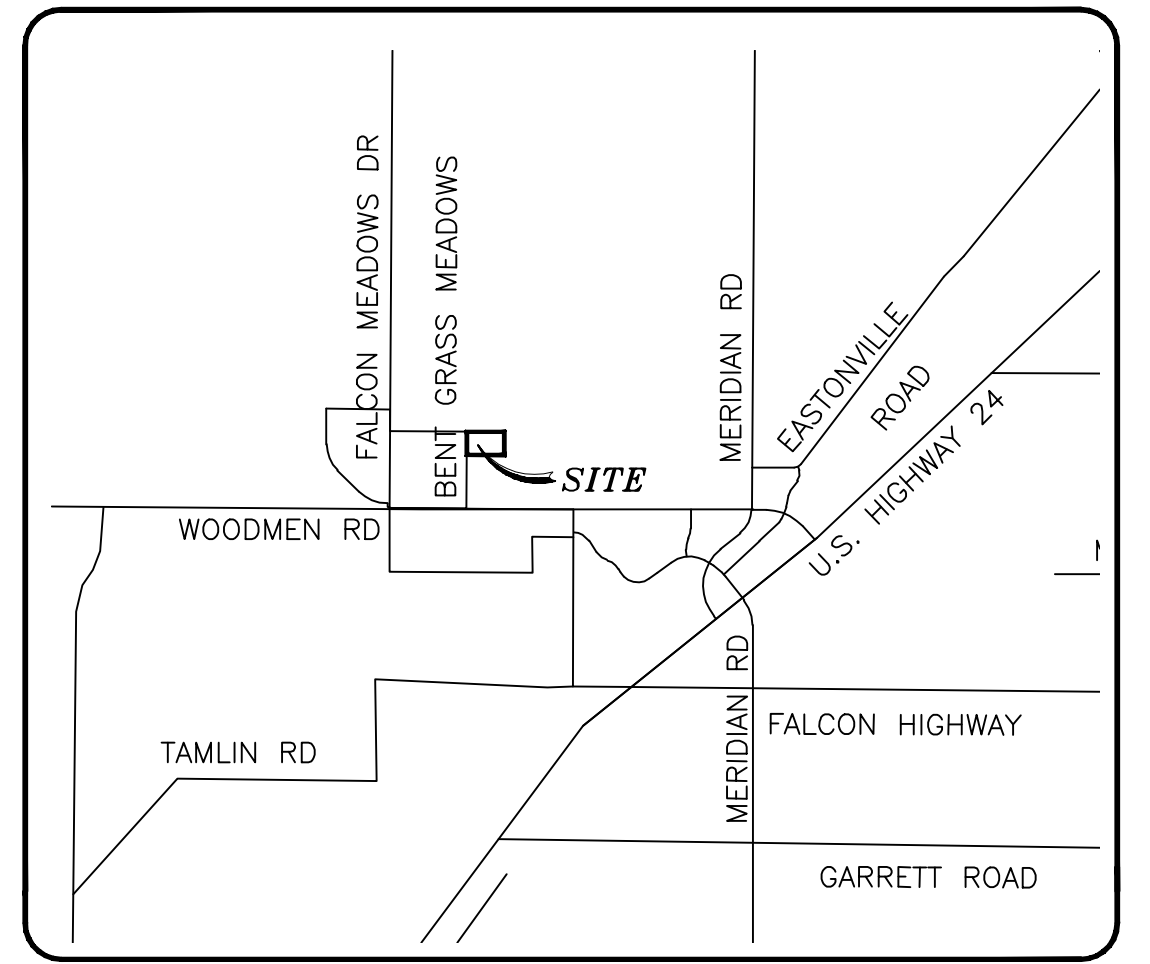 FALCON MEADOWS DR
BENT GRASS MEADOWS
MERIDIAN RD
EASTONVILLE
ROAD
U.S. HIGHWAY 24
SITE
WOODMEN RD
MERIDIAN RD
FALCON HIGHWAY
TAMLIN RD
GARRETT ROAD